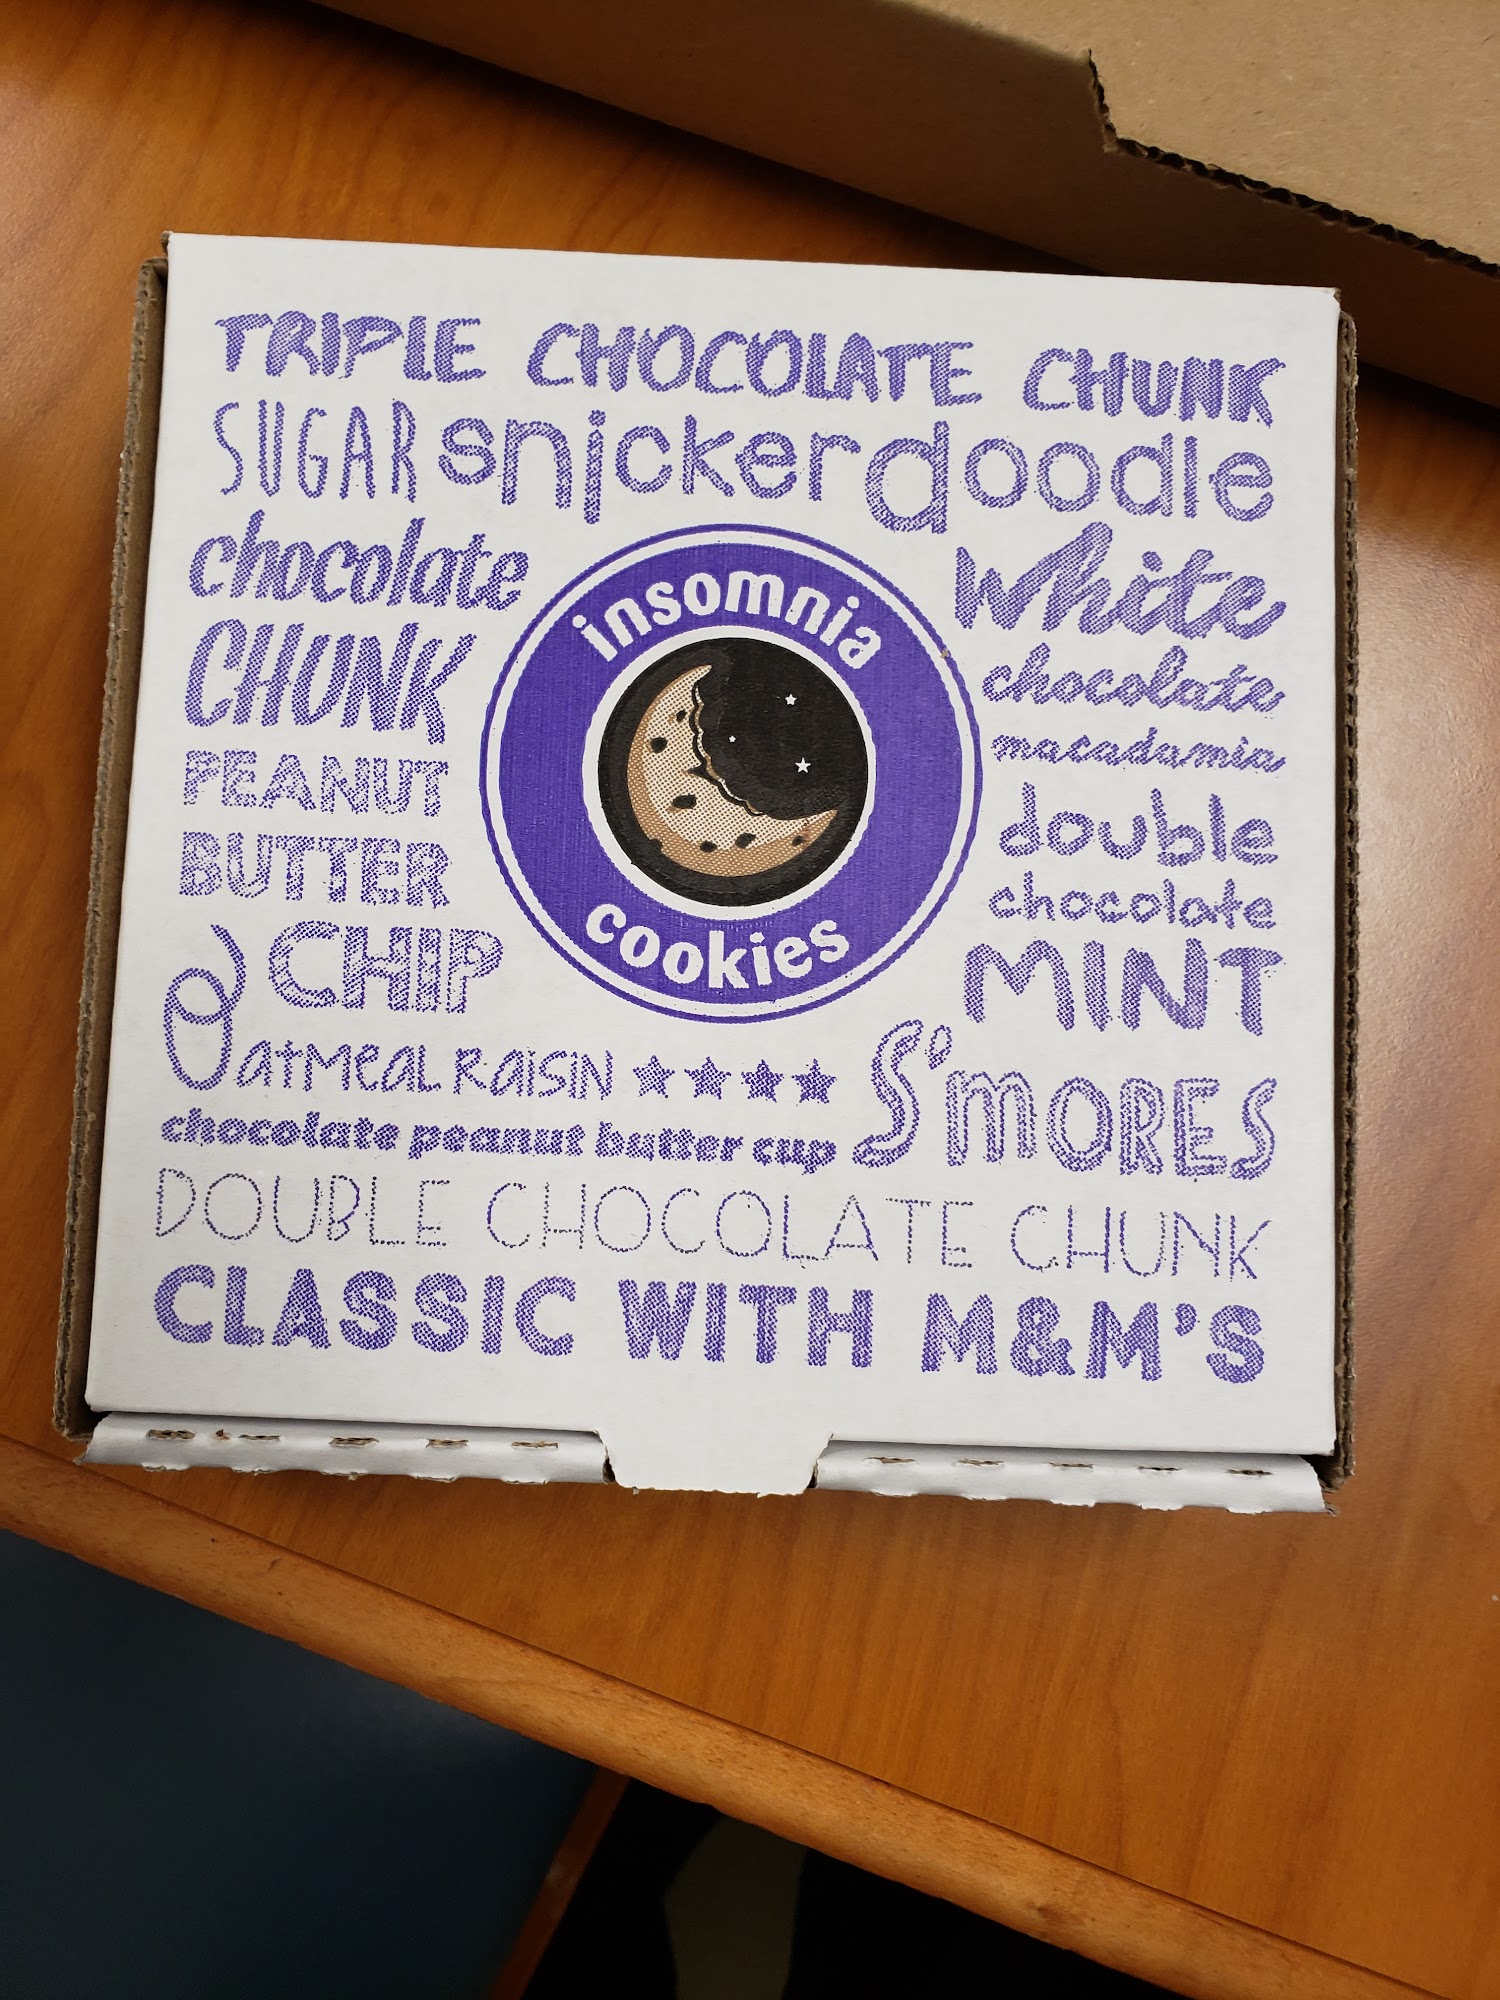 TRIPLE CHOCOLATE CHUNK
SUGAR snickerdoodle
chocolate
CHUNK
PEANUT
BUTTER
CHIP
insomnia
cookies
White
chocolate
macadamia
double
chocolate
MINT
Oatmeal Raisin ★★★★
S'MORES
chocolate peanut butter cup
DOUBLE CHOCOLATE CHUNK
CLASSIC WITH M&M'S